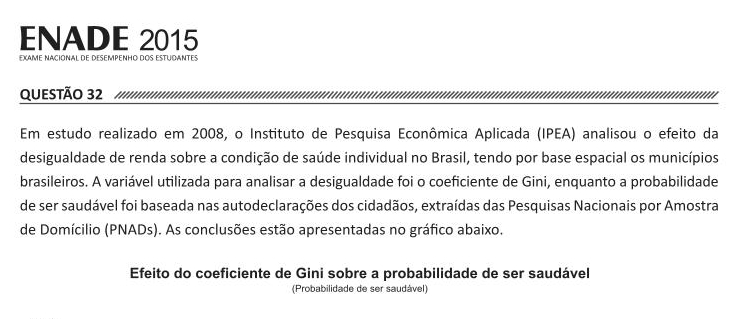 ENADE 2015
EXAME NACIONAL DE DESEMPENHO DOS ESTUDANTES
QUESTÃO 32
Em estudo realizado em 2008, o Instituto de Pesquisa Econômica Aplicada (IPEA) analisou o efeito da
desigualdade de renda sobre a condição de saúde individual no Brasil, tendo por base espacial os municípios
brasileiros. A variável utilizada para analisar a desigualdade foi o coeficiente de Gini, enquanto a probabilidade
de ser saudável foi baseada nas autodeclarações dos cidadãos, extraídas das Pesquisas Nacionais por Amostra
de Domícilio (PNADs). As conclusões estão apresentadas no gráfico abaixo.
Efeito do coeficiente de Gini sobre a probabilidade de ser saudável
(Probabilidade de ser saudável)